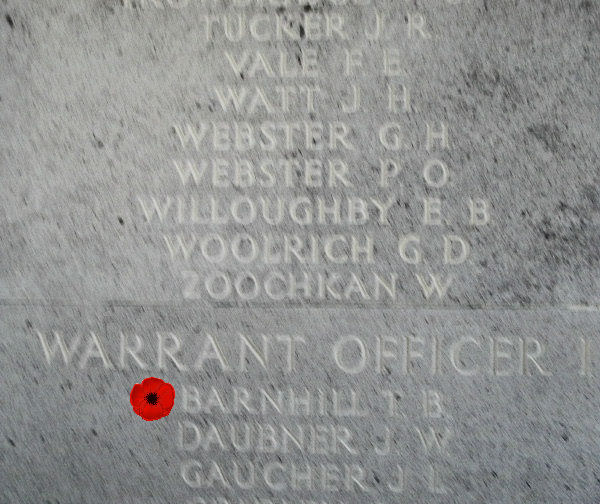 TUCKER J R
VALE F E
WATT J H
WEBSTER G H
WEBSTER P O
WILLOUGHBY E B
WOOLRICH G D
ZOOCHKAN W
WARRANT OFFICER I
BARNHILL T B
DAUBNER J W
GAUCHER J L